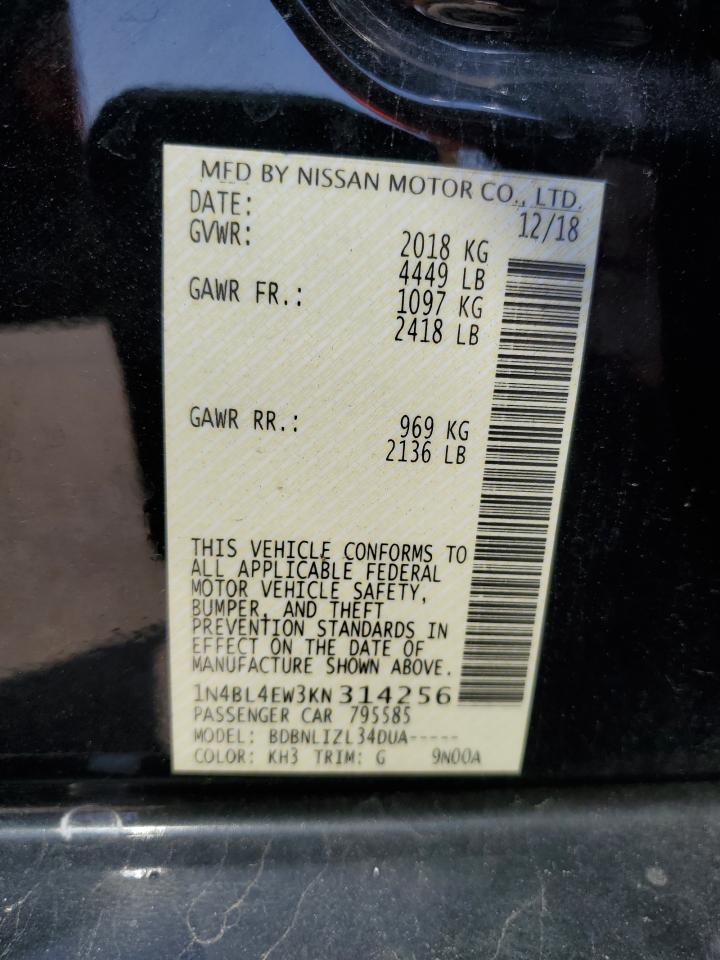 MFD BY NISSAN MOTOR CO., LTD.
DATE: 12/18
GVWR: 2018 KG
4449 LB
GAWR FR.: 1097 KG
2418 LB
GAWR RR.: 969 KG
2136 LB
THIS VEHICLE CONFORMS TO
ALL APPLICABLE FEDERAL
MOTOR VEHICLE SAFETY,
BUMPER, AND THEFT
PREVENTION STANDARDS IN
EFFECT ON THE DATE OF
MANUFACTURE SHOWN ABOVE.
1N4BL4EW3KN314256
PASSENGER CAR 795585
MODEL: BDBNLIZL34DUA-----
COLOR: KH3 TRIM: G 9N00A